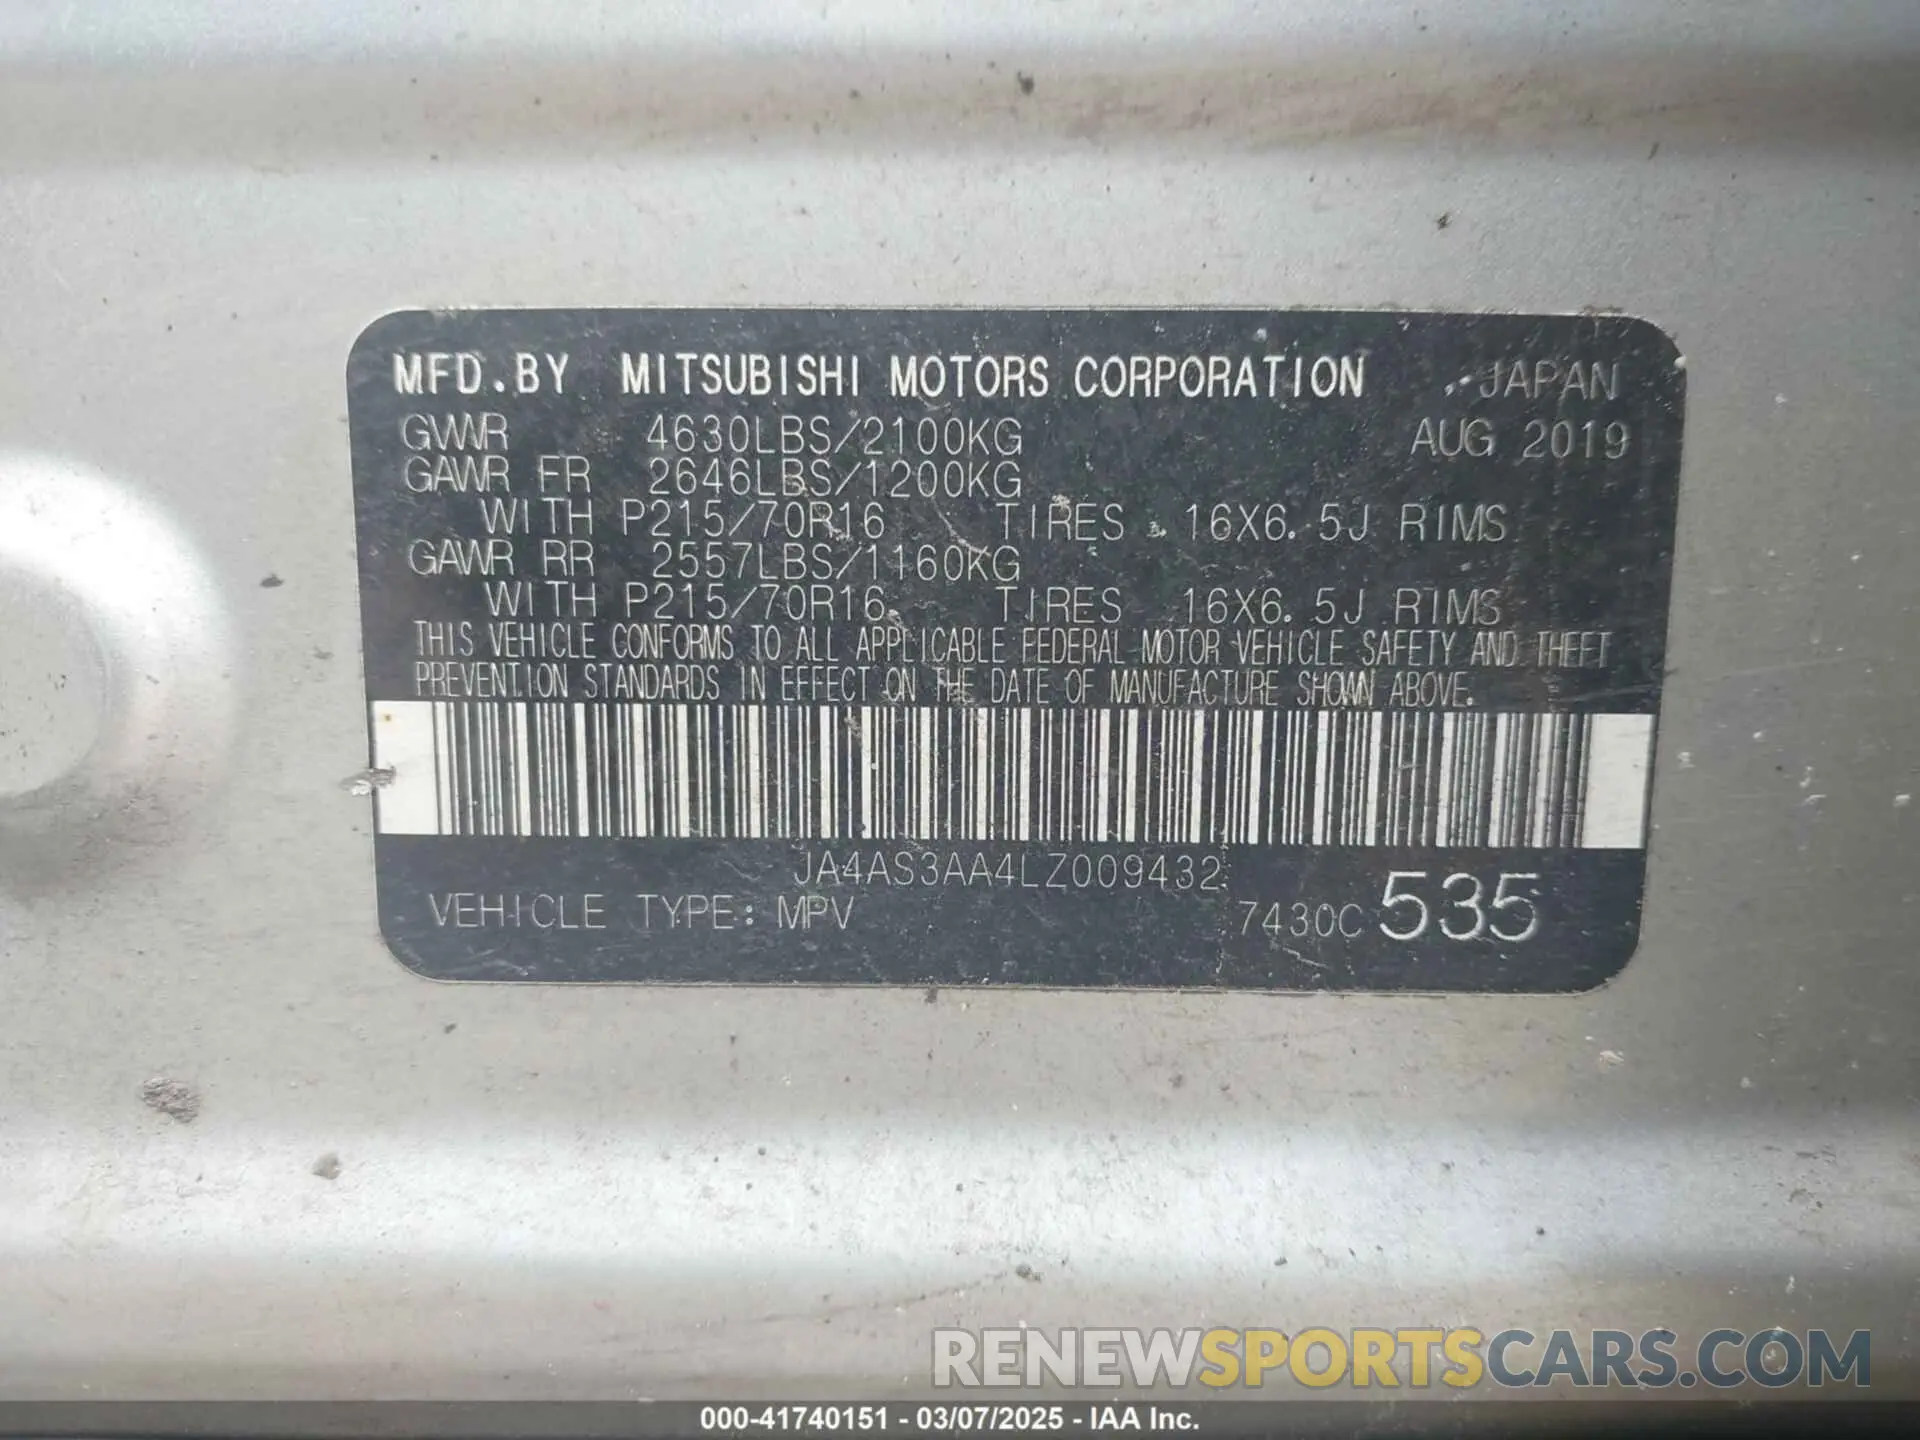 MFD.BY MITSUBISHI MOTORS CORPORATION JAPAN
GVWR 4630LBS/2100KG AUG 2019
GAWR FR 2646LBS/1200KG
WITH P215/70R16 TIRES 16X6.5J RIMS
GAWR RR 2557LBS/1160KG
WITH P215/70R16 TIRES 16X6.5J RIMS
THIS VEHICLE CONFORMS TO ALL APPLICABLE FEDERAL MOTOR VEHICLE SAFETY AND THEFT
PREVENTION STANDARDS IN EFFECT ON THE DATE OF MANUFACTURE SHOWN ABOVE.
JA4AS3AA4LZ009432
VEHICLE TYPE: MPV 7430C 535
RENEWSPORTSCARS.COM
000-41740151 - 03/07/2025 - IAA Inc.